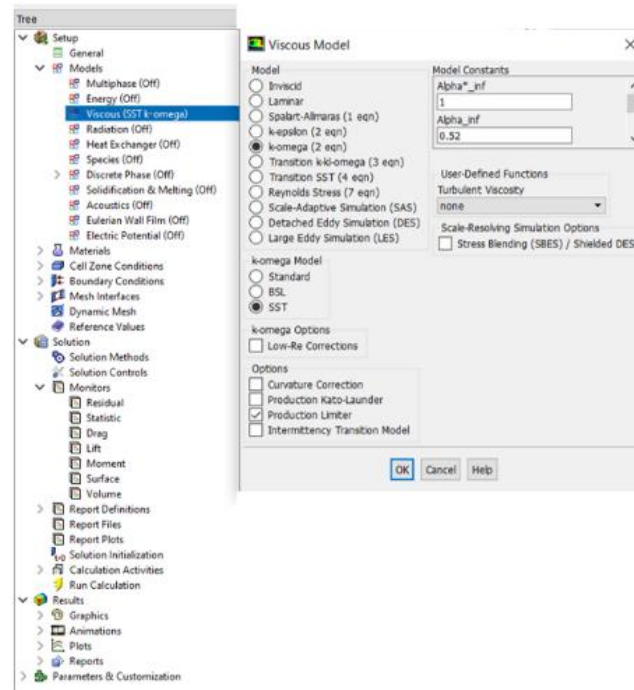 Tree
Setup
General
Models
Multiphase (Off)
Energy (Off)
Viscous (SST k-omega)
Radiation (Off)
Heat Exchanger (Off)
Species (Off)
Discrete Phase (Off)
Solidification & Melting (Off)
Acoustics (Off)
Eulerian Wall Film (Off)
Electric Potential (Off)
Materials
Cell Zone Conditions
Boundary Conditions
Mesh Interfaces
Dynamic Mesh
Reference Values
Solution
Solution Methods
Solution Controls
Monitors
Residual
Statistic
Drag
Lift
Moment
Surface
Volume
Report Definitions
Report Files
Report Plots
Solution Initialization
Calculation Activities
Run Calculation
Results
Graphics
Animations
Plots
Reports
Parameters & Customization
Viscous Model
Model
Inviscid
Laminar
Spalart-Allmaras (1 eqn)
k-epsilon (2 eqn)
k-omega (2 eqn)
Transition k-kl-omega (3 eqn)
Transition SST (4 eqn)
Reynolds Stress (7 eqn)
Scale-Adaptive Simulation (SAS)
Detached Eddy Simulation (DES)
Large Eddy Simulation (LES)
k-omega Model
Standard
BSL
SST
k-omega Options
Low-Re Corrections
Options
Curvature Correction
Production Kato-Launder
Production Limiter
Intermittency Transition Model
Model Constants
Alpha*_inf
1
Alpha_inf
0.52
User-Defined Functions
Turbulent Viscosity
none
Scale-Resolving Simulation Options
Stress Blending (SBES) / Shielded DES
OK Cancel Help